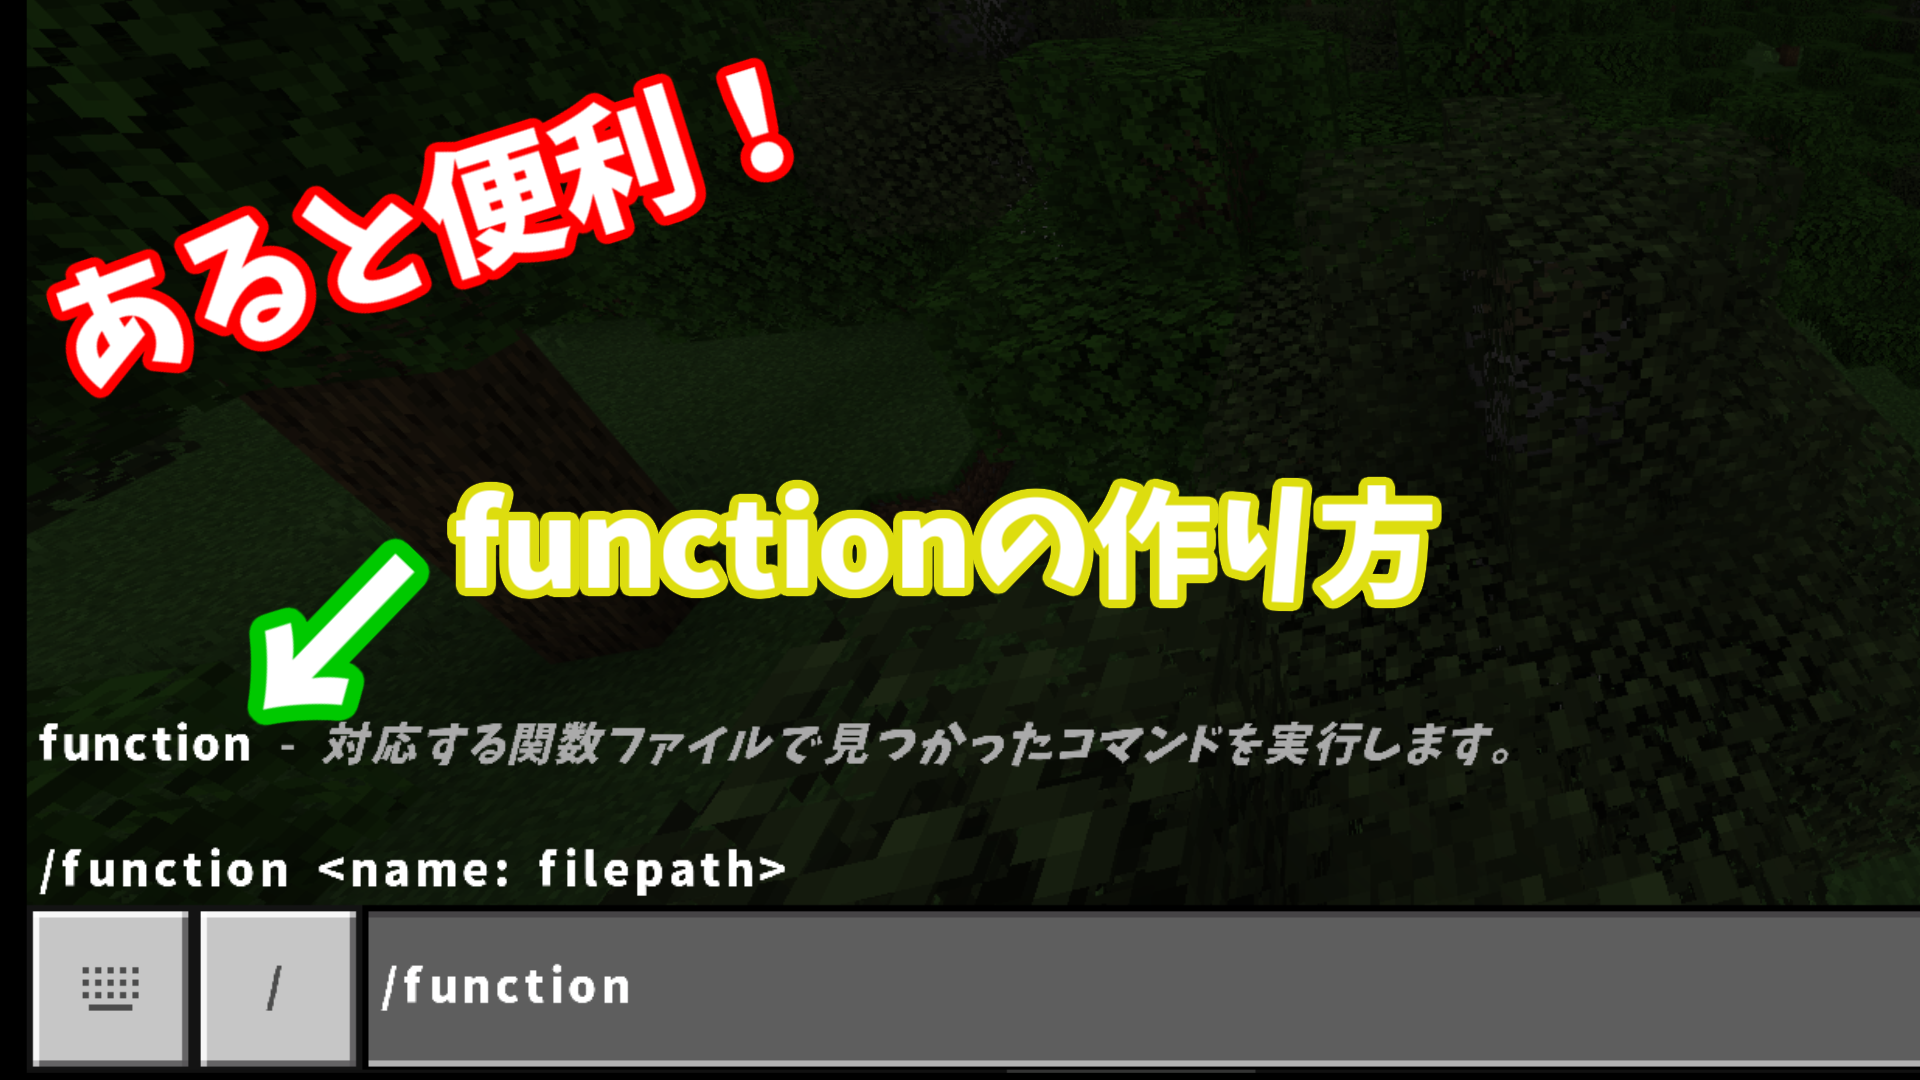 あると便利！
functionの作り方
function - 対応する関数ファイルで見つかったコマンドを実行します。
/function <name: filepath>
/
/function